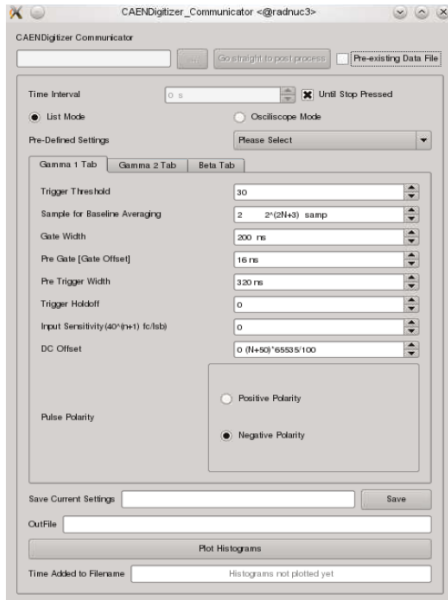 CAENDigitizer_Communicator <@radnuc3>
CAENDigitizer Communicator
... Go straight to post process Pre-existing Data File
Time Interval 0 s Until Stop Pressed
List Mode Osciliscope Mode
Pre-Defined Settings Please Select
Gamma 1 Tab Gamma 2 Tab Beta Tab
Trigger Threshold 30
Sample for Baseline Averaging 2 2^(2N+3) samp
Gate Width 200 ns
Pre Gate [Gate Offset] 16 ns
Pre Trigger Width 320 ns
Trigger Holdoff 0
Input Sensitivity(40^(n+1) fc/lsb) 0
DC Offset 0 (N+50)*65535/100
Positive Polarity
Pulse Polarity
Negative Polarity
Save Current Settings Save
OutFile
Plot Histograms
Time Added to Filename Histograms not plotted yet